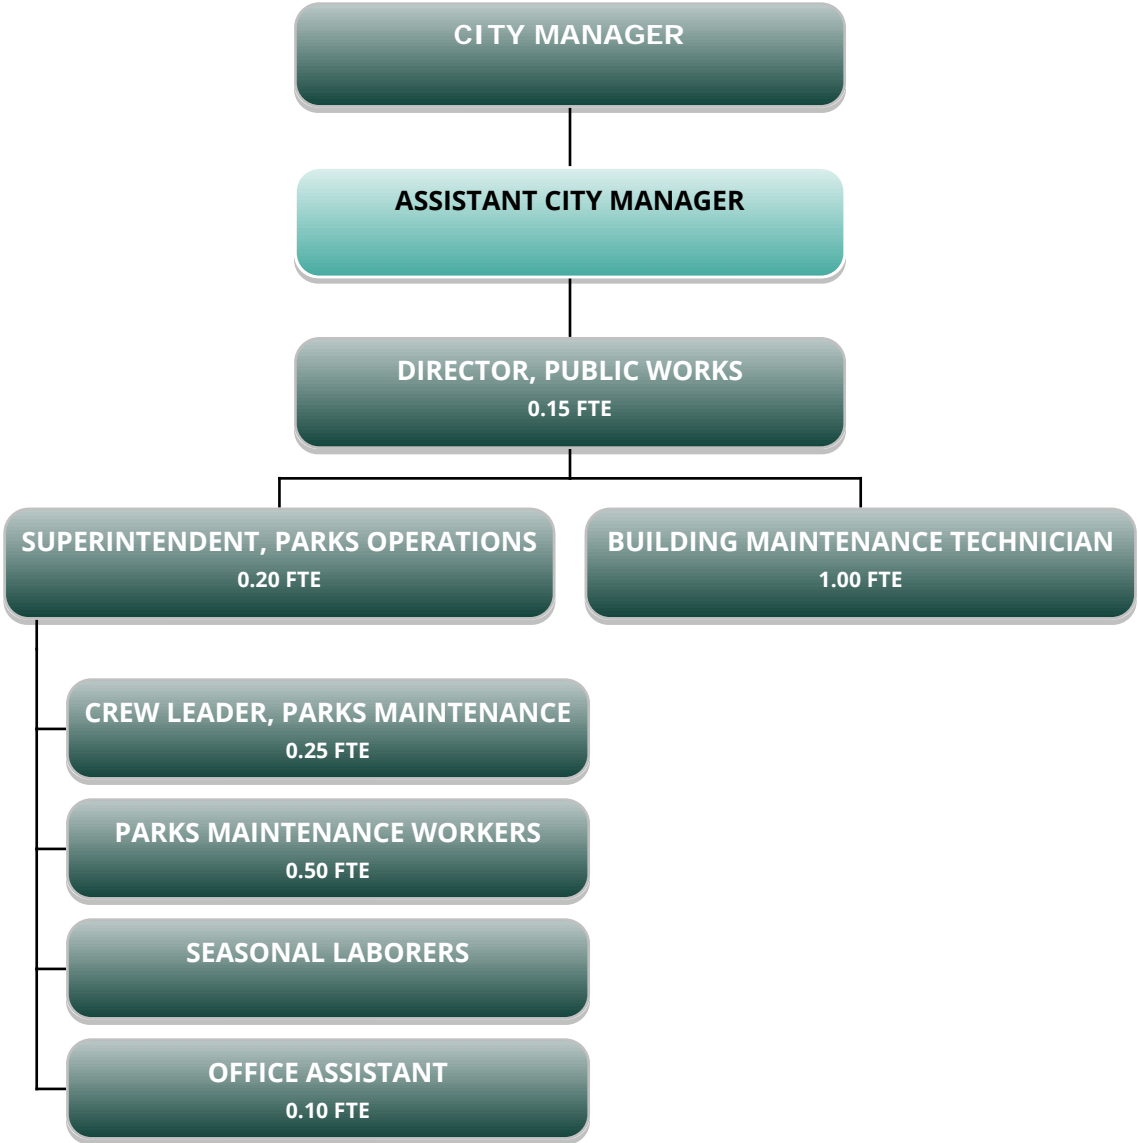 CITY MANAGER
ASSISTANT CITY MANAGER
DIRECTOR, PUBLIC WORKS
0.15 FTE
SUPERINTENDENT, PARKS OPERATIONS
0.20 FTE
BUILDING MAINTENANCE TECHNICIAN
1.00 FTE
CREW LEADER, PARKS MAINTENANCE
0.25 FTE
PARKS MAINTENANCE WORKERS
0.50 FTE
SEASONAL LABORERS
OFFICE ASSISTANT
0.10 FTE